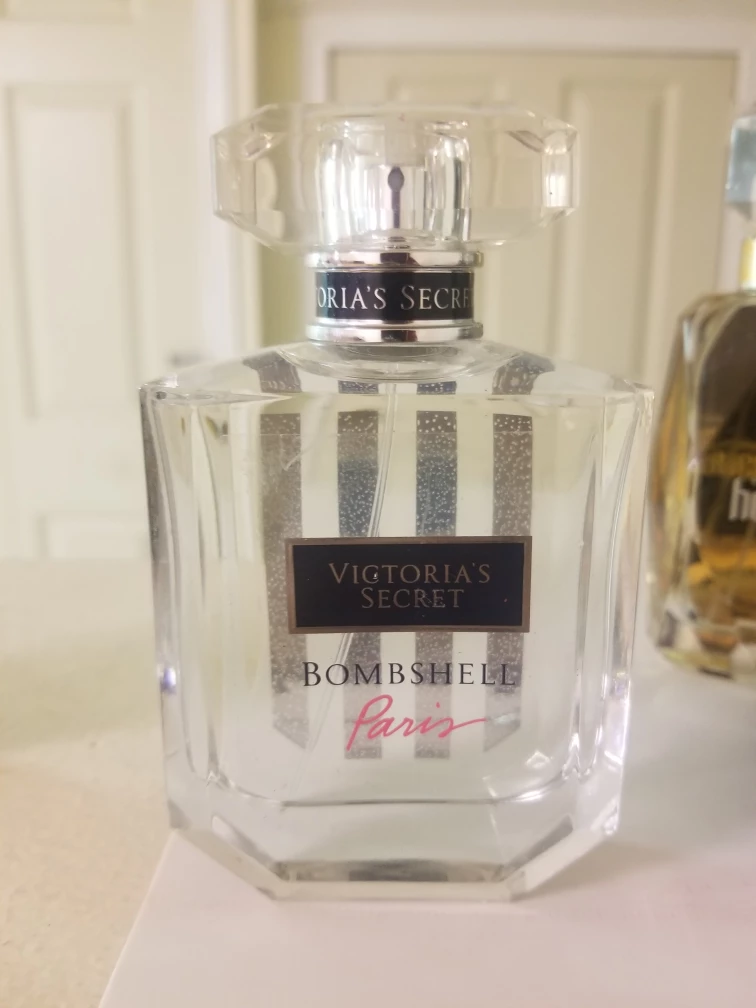 ORIA'S SECRE
VICTORIA'S
SECRET
BOMBSHELL
Paris